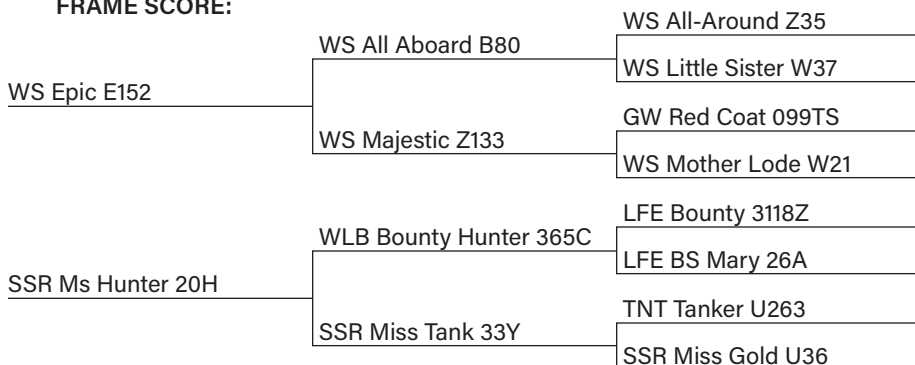 FRAME SCORE:
WS All-Around Z35
WS All Aboard B80
WS Little Sister W37
WS Epic E152
GW Red Coat 099TS
WS Majestic Z133
WS Mother Lode W21
LFE Bounty 3118Z
WLB Bounty Hunter 365C
LFE BS Mary 26A
SSR Ms Hunter 20H
TNT Tanker U263
SSR Miss Tank 33Y
SSR Miss Gold U36